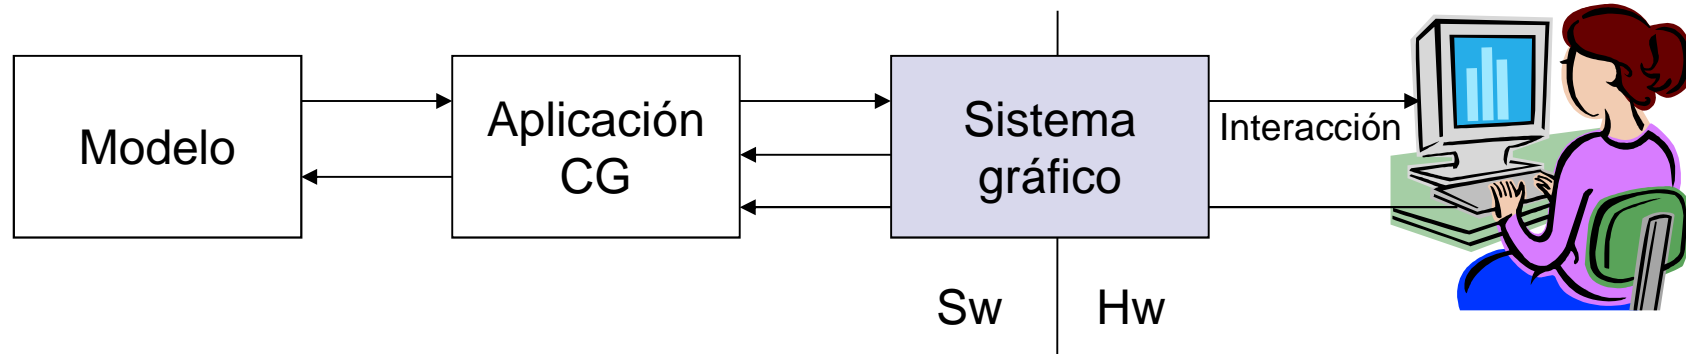 Modelo
Aplicación
CG
Sistema
gráfico
Interacción
Sw
Hw